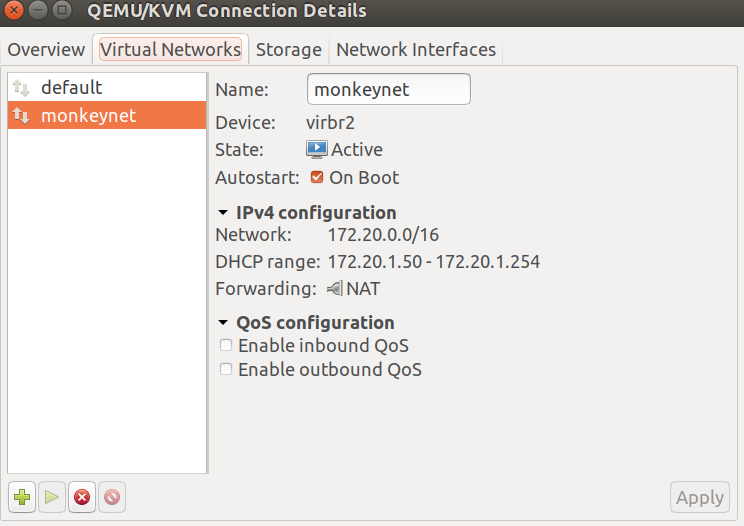 QEMU/KVM Connection Details
Overview Virtual Networks Storage Network Interfaces
default
monkeynet
Name: monkeynet
Device: virbr2
State: Active
Autostart: On Boot
IPv4 configuration
Network: 172.20.0.0/16
DHCP range: 172.20.1.50 - 172.20.1.254
Forwarding: NAT
QoS configuration
Enable inbound QoS
Enable outbound QoS
Apply